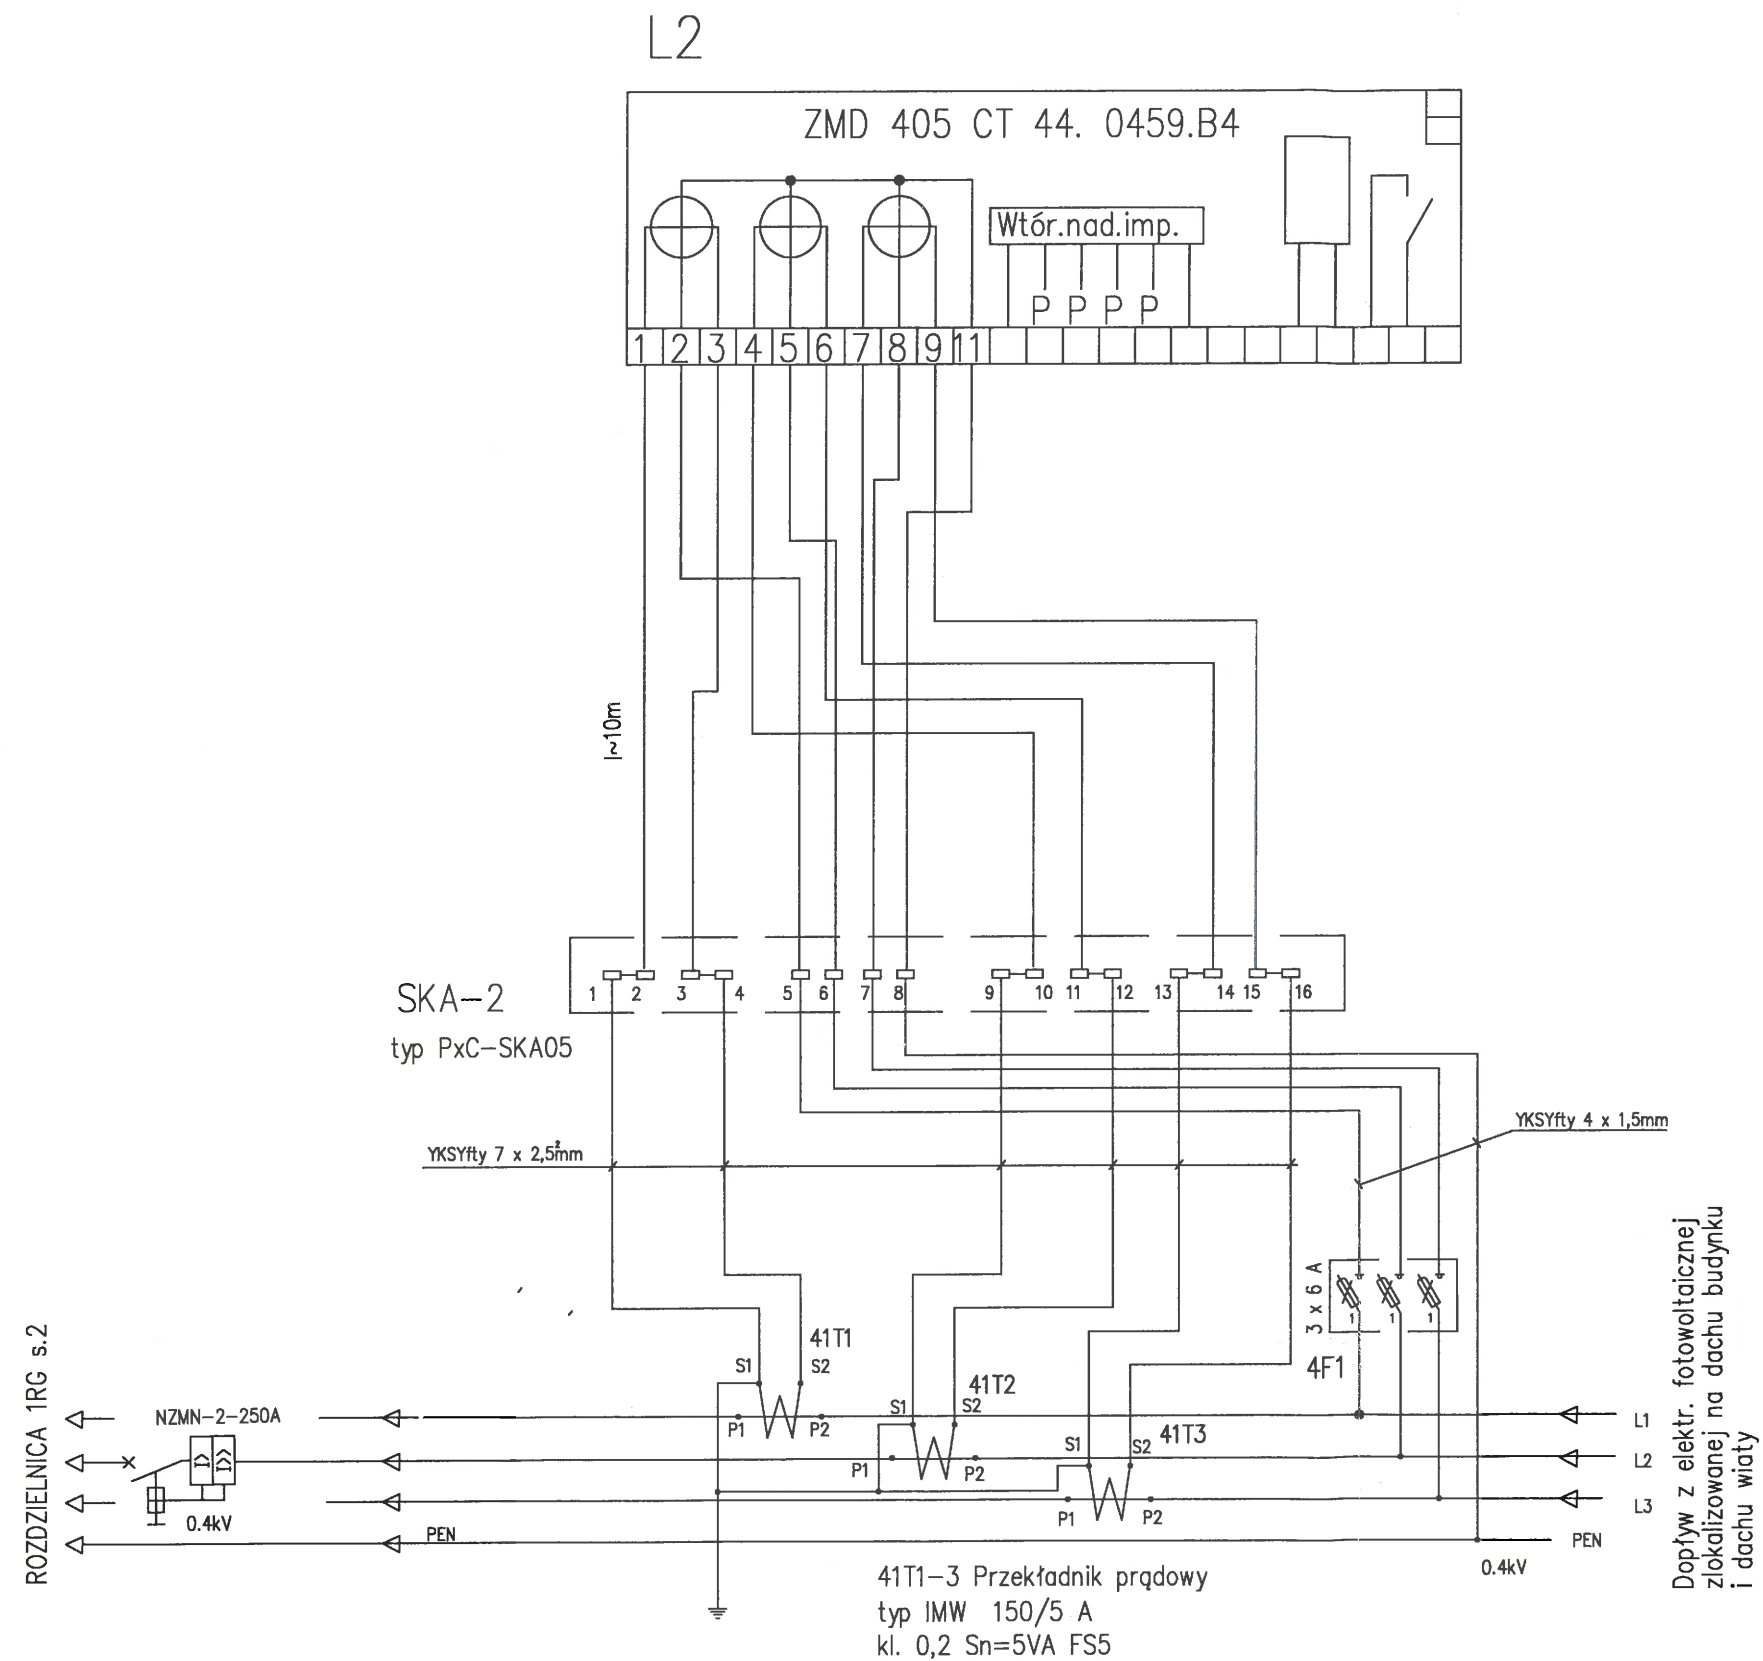 L2
ZMD 405 CT 44. 0459.B4
Wtór.nad.imp.
P P P P
1 2 3 4 5 6 7 8 9 11
l~10m
SKA-2
typ PxC-SKA05
1 2 3 4 5 6 7 8 9 10 11 12 13 14 15 16
YKSYfty 4 x 1,5mm
YKSYfty 7 x 2,5mm²
3 x 6 A
1 1 1
4F1
41T1
S1 S2
P1 P2
41T2
S1 S2
P1 P2
41T3
S1 S2
P1 P2
ROZDZIELNICA 1RG s.2
NZMN-2-250A
I> I>>
0.4kV
PEN
L1
L2
L3
PEN
0.4kV
Dopływ z elektr. fotowoltaicznej
zlokalizowanej na dachu budynku
i dachu wiaty
41T1-3 Przekładnik prądowy
typ IMW 150/5 A
kl. 0,2 Sn=5VA FS5